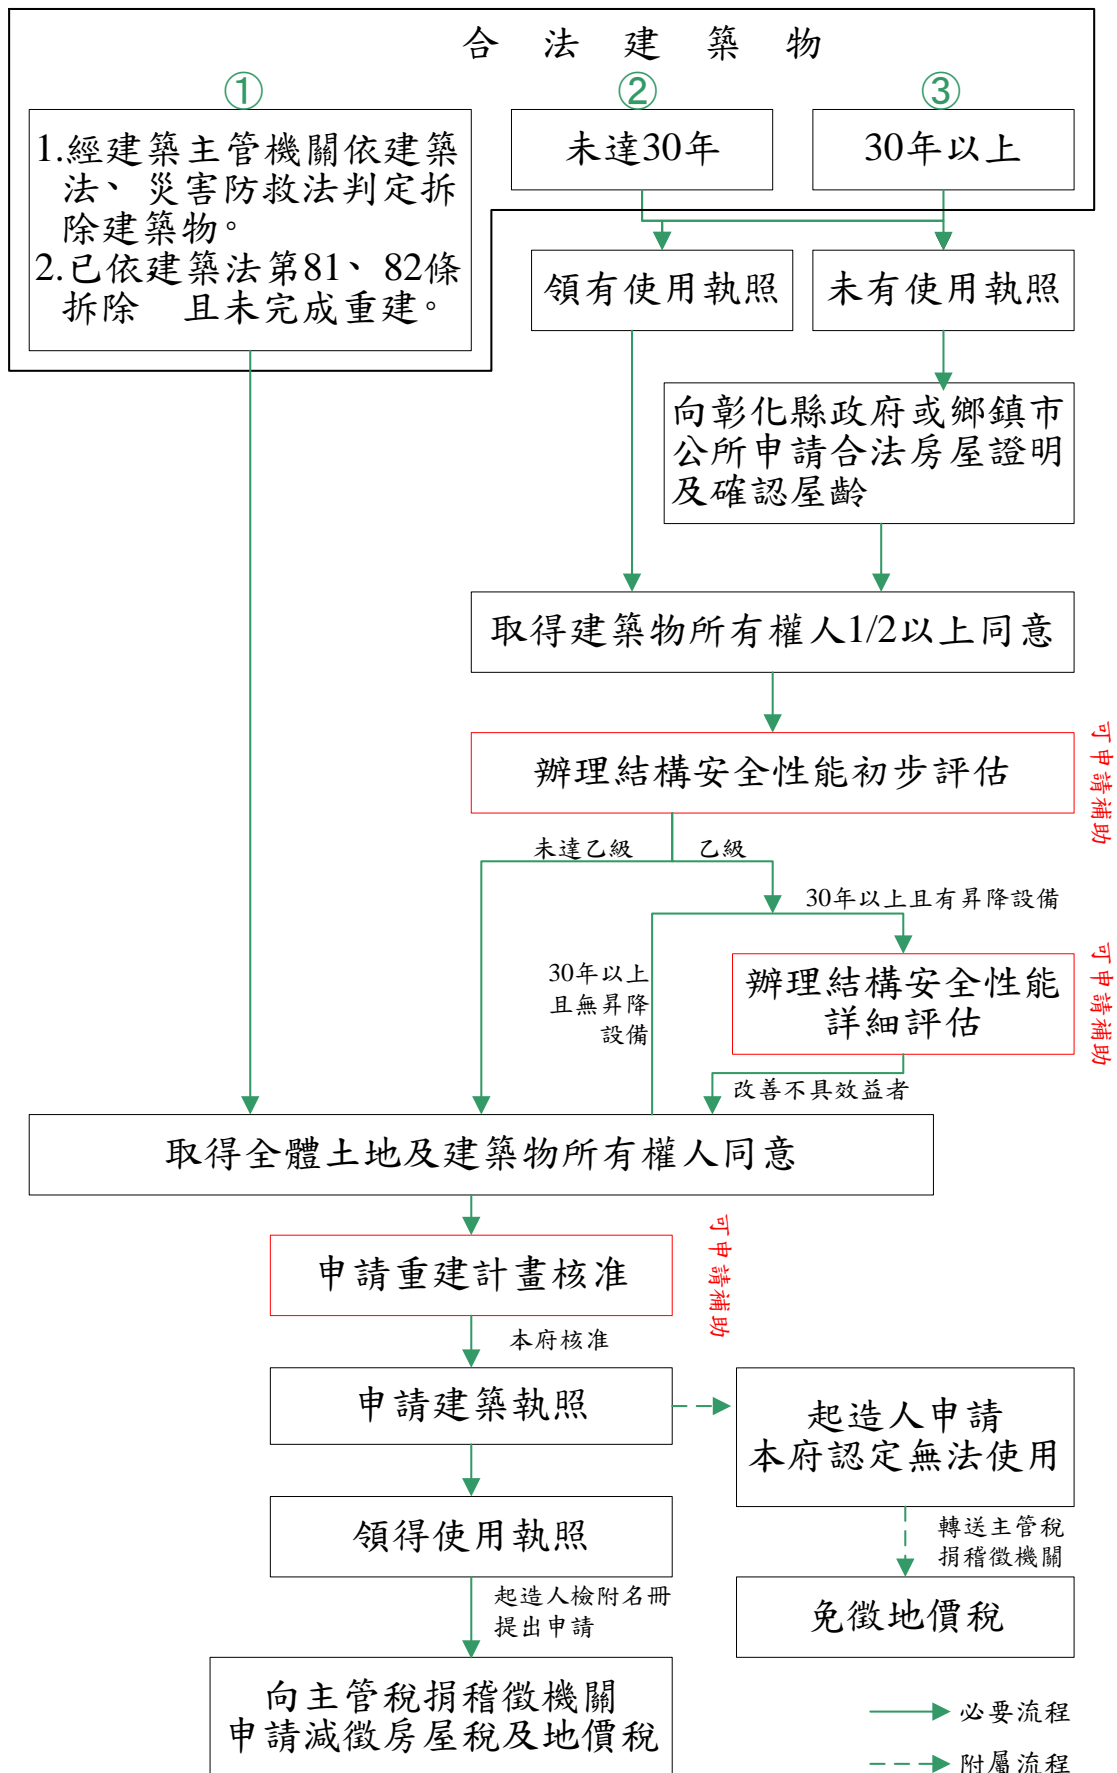 合法建築物
①
②
③
1.經建築主管機關依建築
法、災害防救法判定拆
除建築物。
2.已依建築法第81、82條
拆除 且未完成重建。
未達30年
30年以上
領有使用執照
未有使用執照
向彰化縣政府或鄉鎮市
公所申請合法房屋證明
及確認屋齡
取得建築物所有權人1/2以上同意
辦理結構安全性能初步評估
可申請補助
未達乙級
乙級
30年以上且有昇降設備
30年以上
且無昇降
設備
辦理結構安全性能
詳細評估
可申請補助
改善不具效益者
取得全體土地及建築物所有權人同意
申請重建計畫核准
可申請補助
本府核准
申請建築執照
起造人申請
本府認定無法使用
領得使用執照
轉送主管稅
捐稽徵機關
起造人檢附名冊
提出申請
免徵地價稅
向主管稅捐稽徵機關
申請減徵房屋稅及地價稅
必要流程
附屬流程